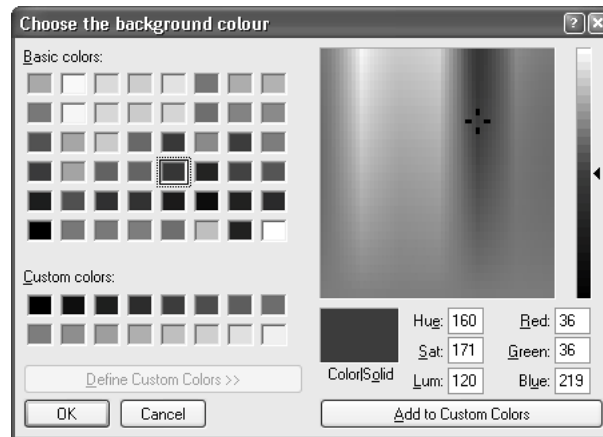 Choose the background colour
Basic colors:
Custom colors:
Define Custom Colors >>
OK
Cancel
Color|Solid
Hue: 160
Sat: 171
Lum: 120
Red: 36
Green: 36
Blue: 219
Add to Custom Colors